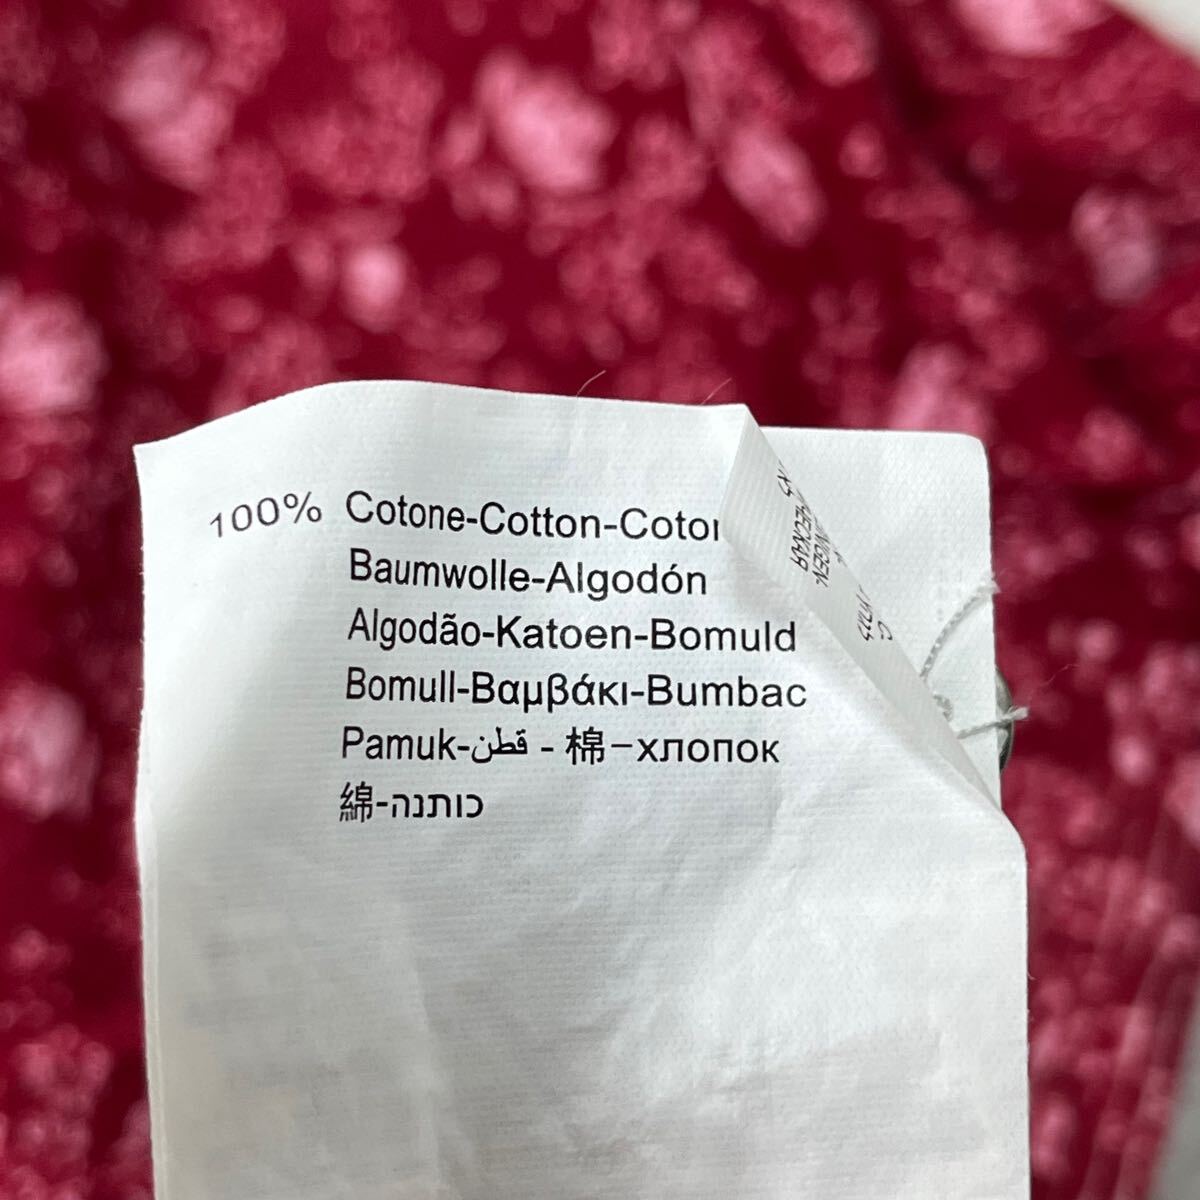 100% Cotone-Cotton-Coton
Baumwolle-Algodón
Algodão-Katoen-Bomuld
Bomull-Βαμβάκι-Bumbac
Pamuk-قطن - 棉-хлопок
綿-כותנה